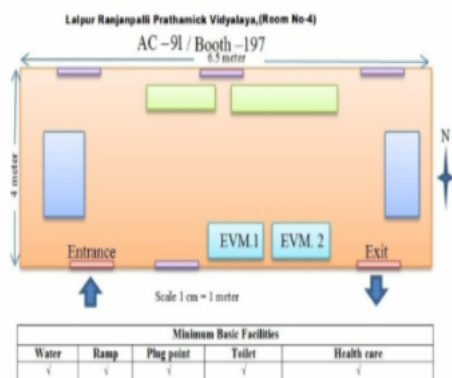 Lalpur Ranjanpalli Prathamick Vidyalaya,(Room No-4)
AC –91 / Booth –197
6.5 meter
4 meter
N
EVM.1
EVM. 2
Entrance
Exit
Scale 1 cm = 1 meter
Minimum Basic Facilities
Water Ramp Plug point Toilet Health care
√ √ √ √ √